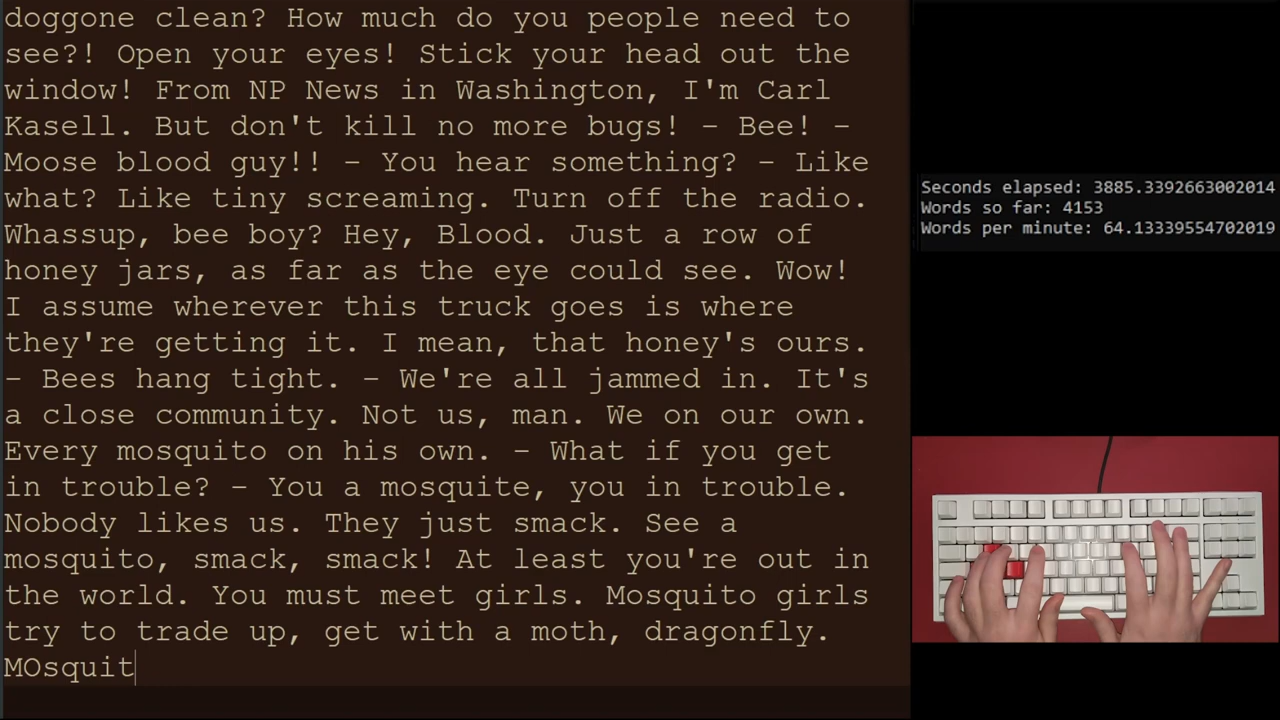 doggone clean? How much do you people need to
see?! Open your eyes! Stick your head out the
window! From NP News in Washington, I'm Carl
Kasell. But don't kill no more bugs! - Bee! -
Moose blood guy!! - You hear something? - Like
what? Like tiny screaming. Turn off the radio.
Whassup, bee boy? Hey, Blood. Just a row of
honey jars, as far as the eye could see. Wow!
I assume wherever this truck goes is where
they're getting it. I mean, that honey's ours.
- Bees hang tight. - We're all jammed in. It's
a close community. Not us, man. We on our own.
Every mosquito on his own. - What if you get
in trouble? - You a mosquite, you in trouble.
Nobody likes us. They just smack. See a
mosquito, smack, smack! At least you're out in
the world. You must meet girls. Mosquito girls
try to trade up, get with a moth, dragonfly.
MOsquit
Seconds elapsed: 3885.3392663002014
Words so far: 4153
Words per minute: 64.13339554702019